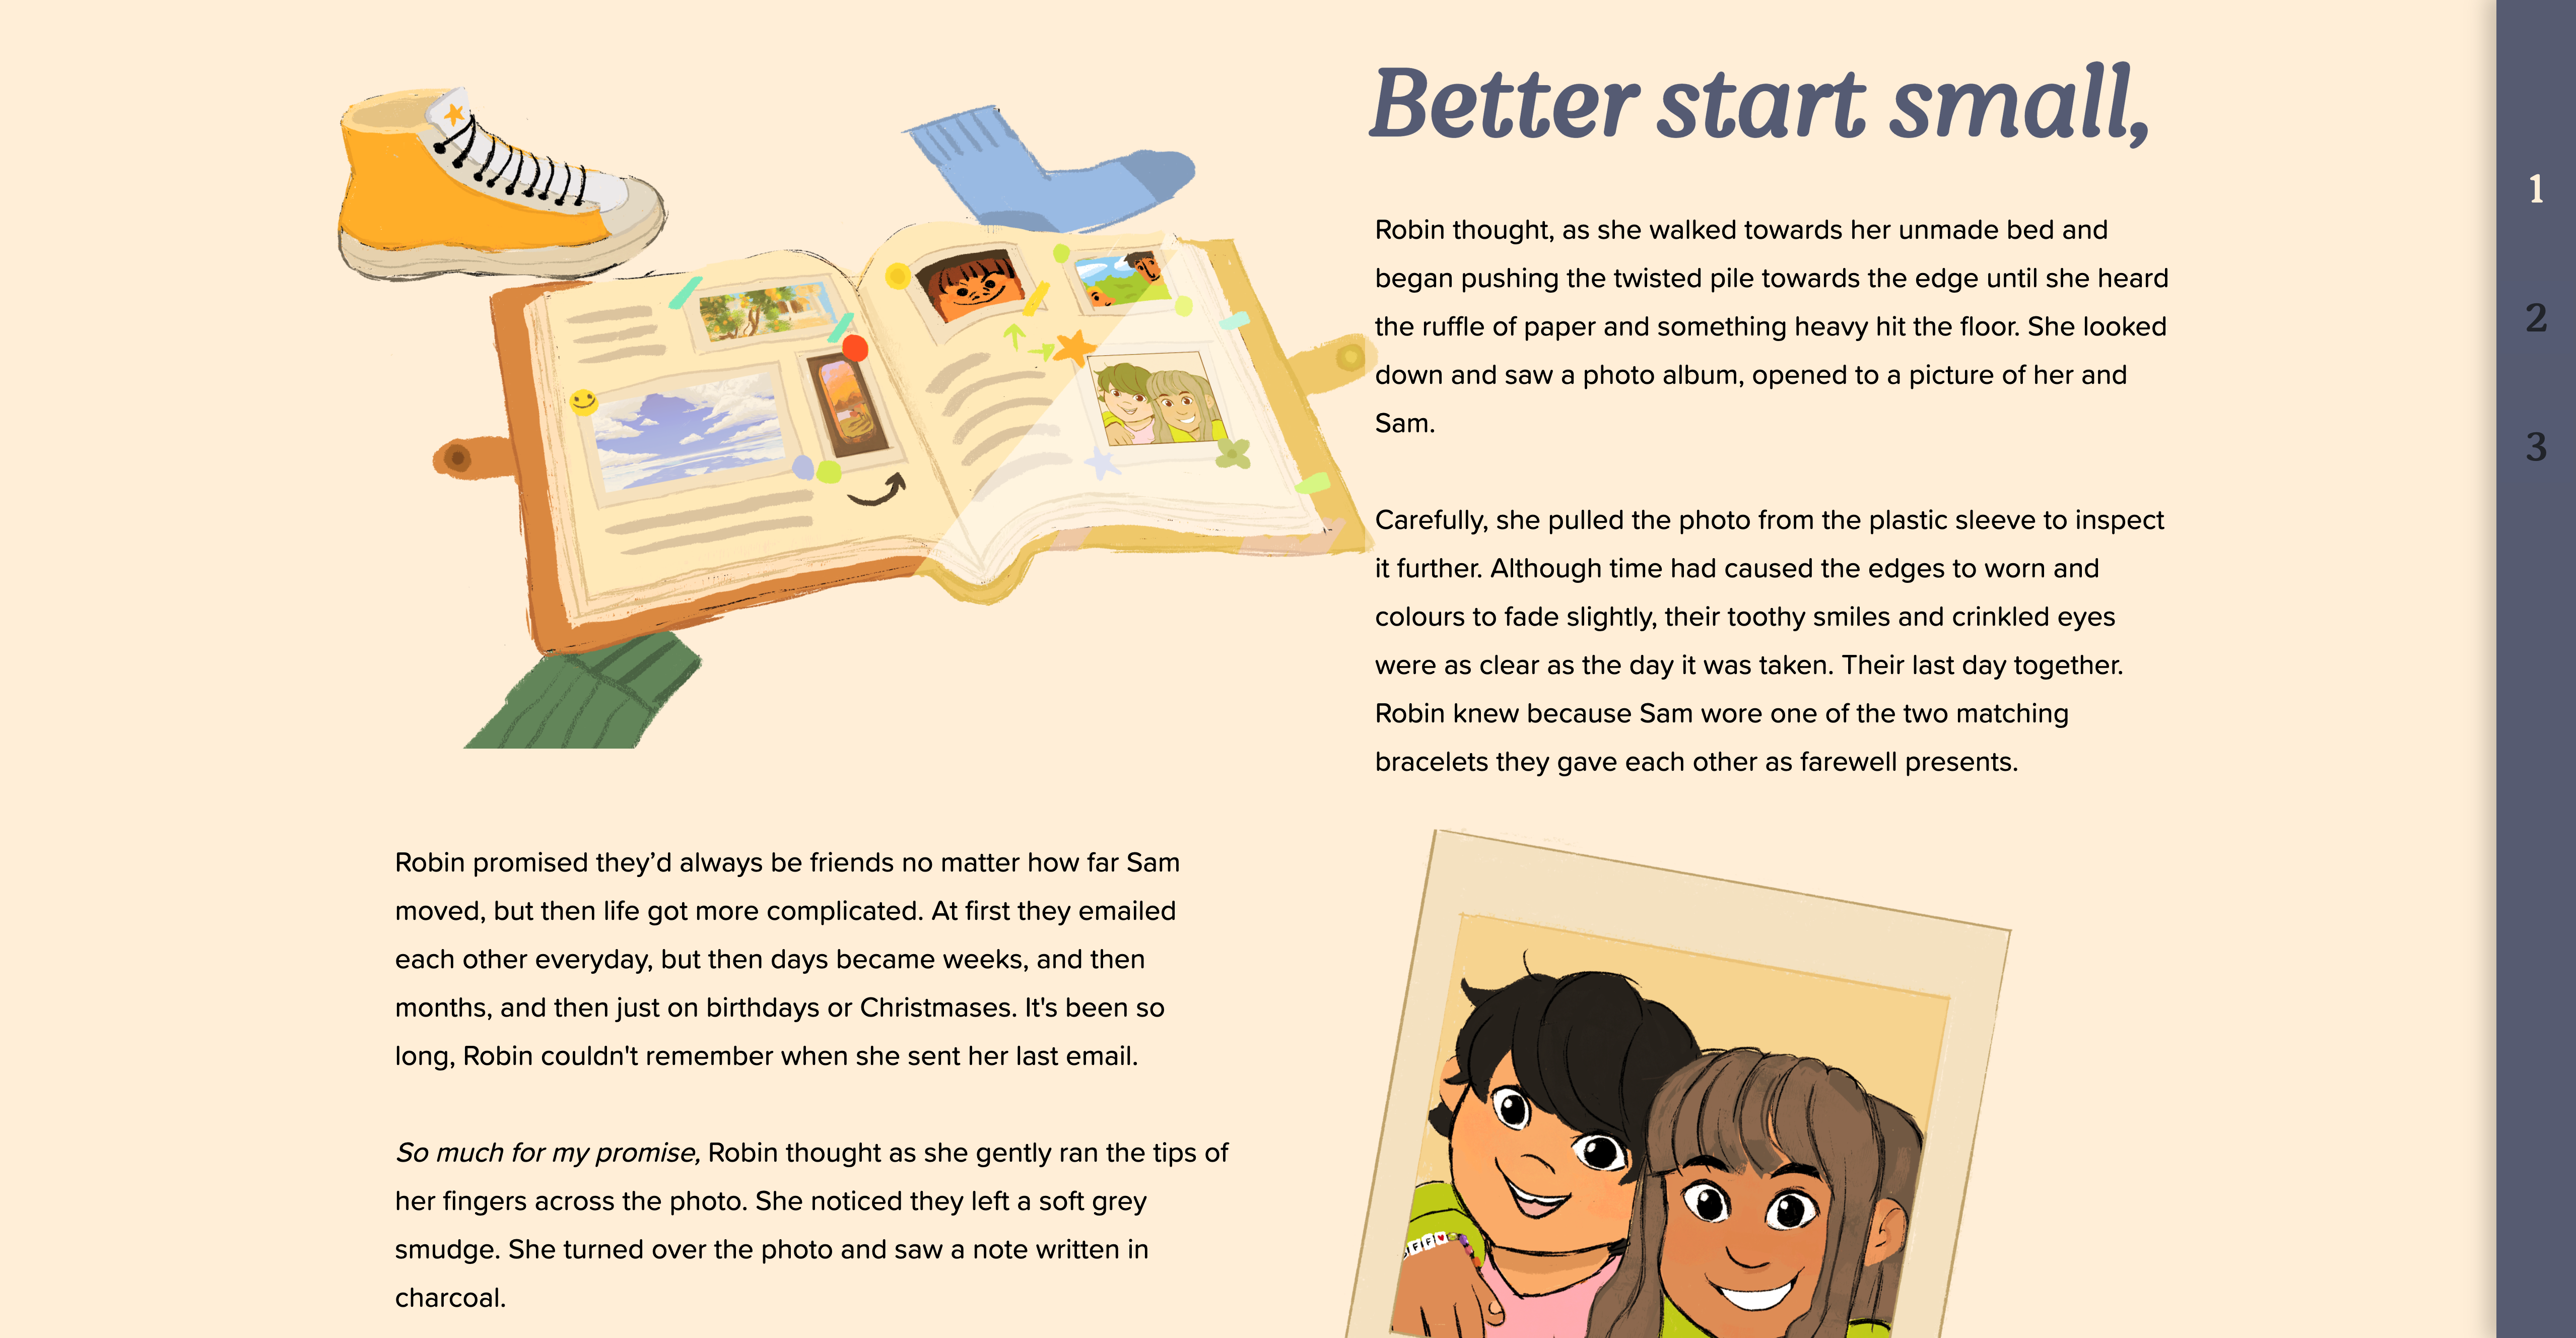 Better start small,
Robin thought, as she walked towards her unmade bed and
began pushing the twisted pile towards the edge until she heard
the ruffle of paper and something heavy hit the floor. She looked
down and saw a photo album, opened to a picture of her and
Sam.
Carefully, she pulled the photo from the plastic sleeve to inspect
it further. Although time had caused the edges to worn and
colours to fade slightly, their toothy smiles and crinkled eyes
were as clear as the day it was taken. Their last day together.
Robin knew because Sam wore one of the two matching
bracelets they gave each other as farewell presents.
Robin promised they’d always be friends no matter how far Sam
moved, but then life got more complicated. At first they emailed
each other everyday, but then days became weeks, and then
months, and then just on birthdays or Christmases. It's been so
long, Robin couldn't remember when she sent her last email.
So much for my promise, Robin thought as she gently ran the tips of
her fingers across the photo. She noticed they left a soft grey
smudge. She turned over the photo and saw a note written in
charcoal.
1
2
3